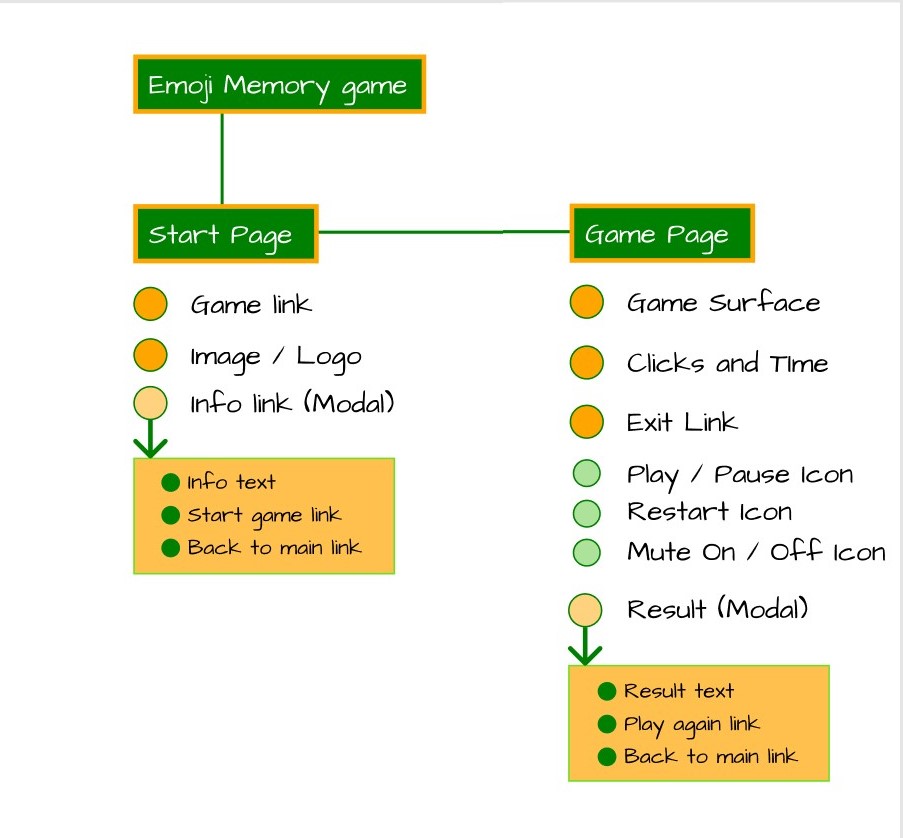 Emoji Memory game
Start Page
Game link
Image / Logo
Info link (Modal)
Info text
Start game link
Back to main link
Game Page
Game Surface
Clicks and TIme
Exit Link
Play / Pause Icon
Restart Icon
Mute On / Off Icon
Result (Modal)
Result text
Play again link
Back to main link